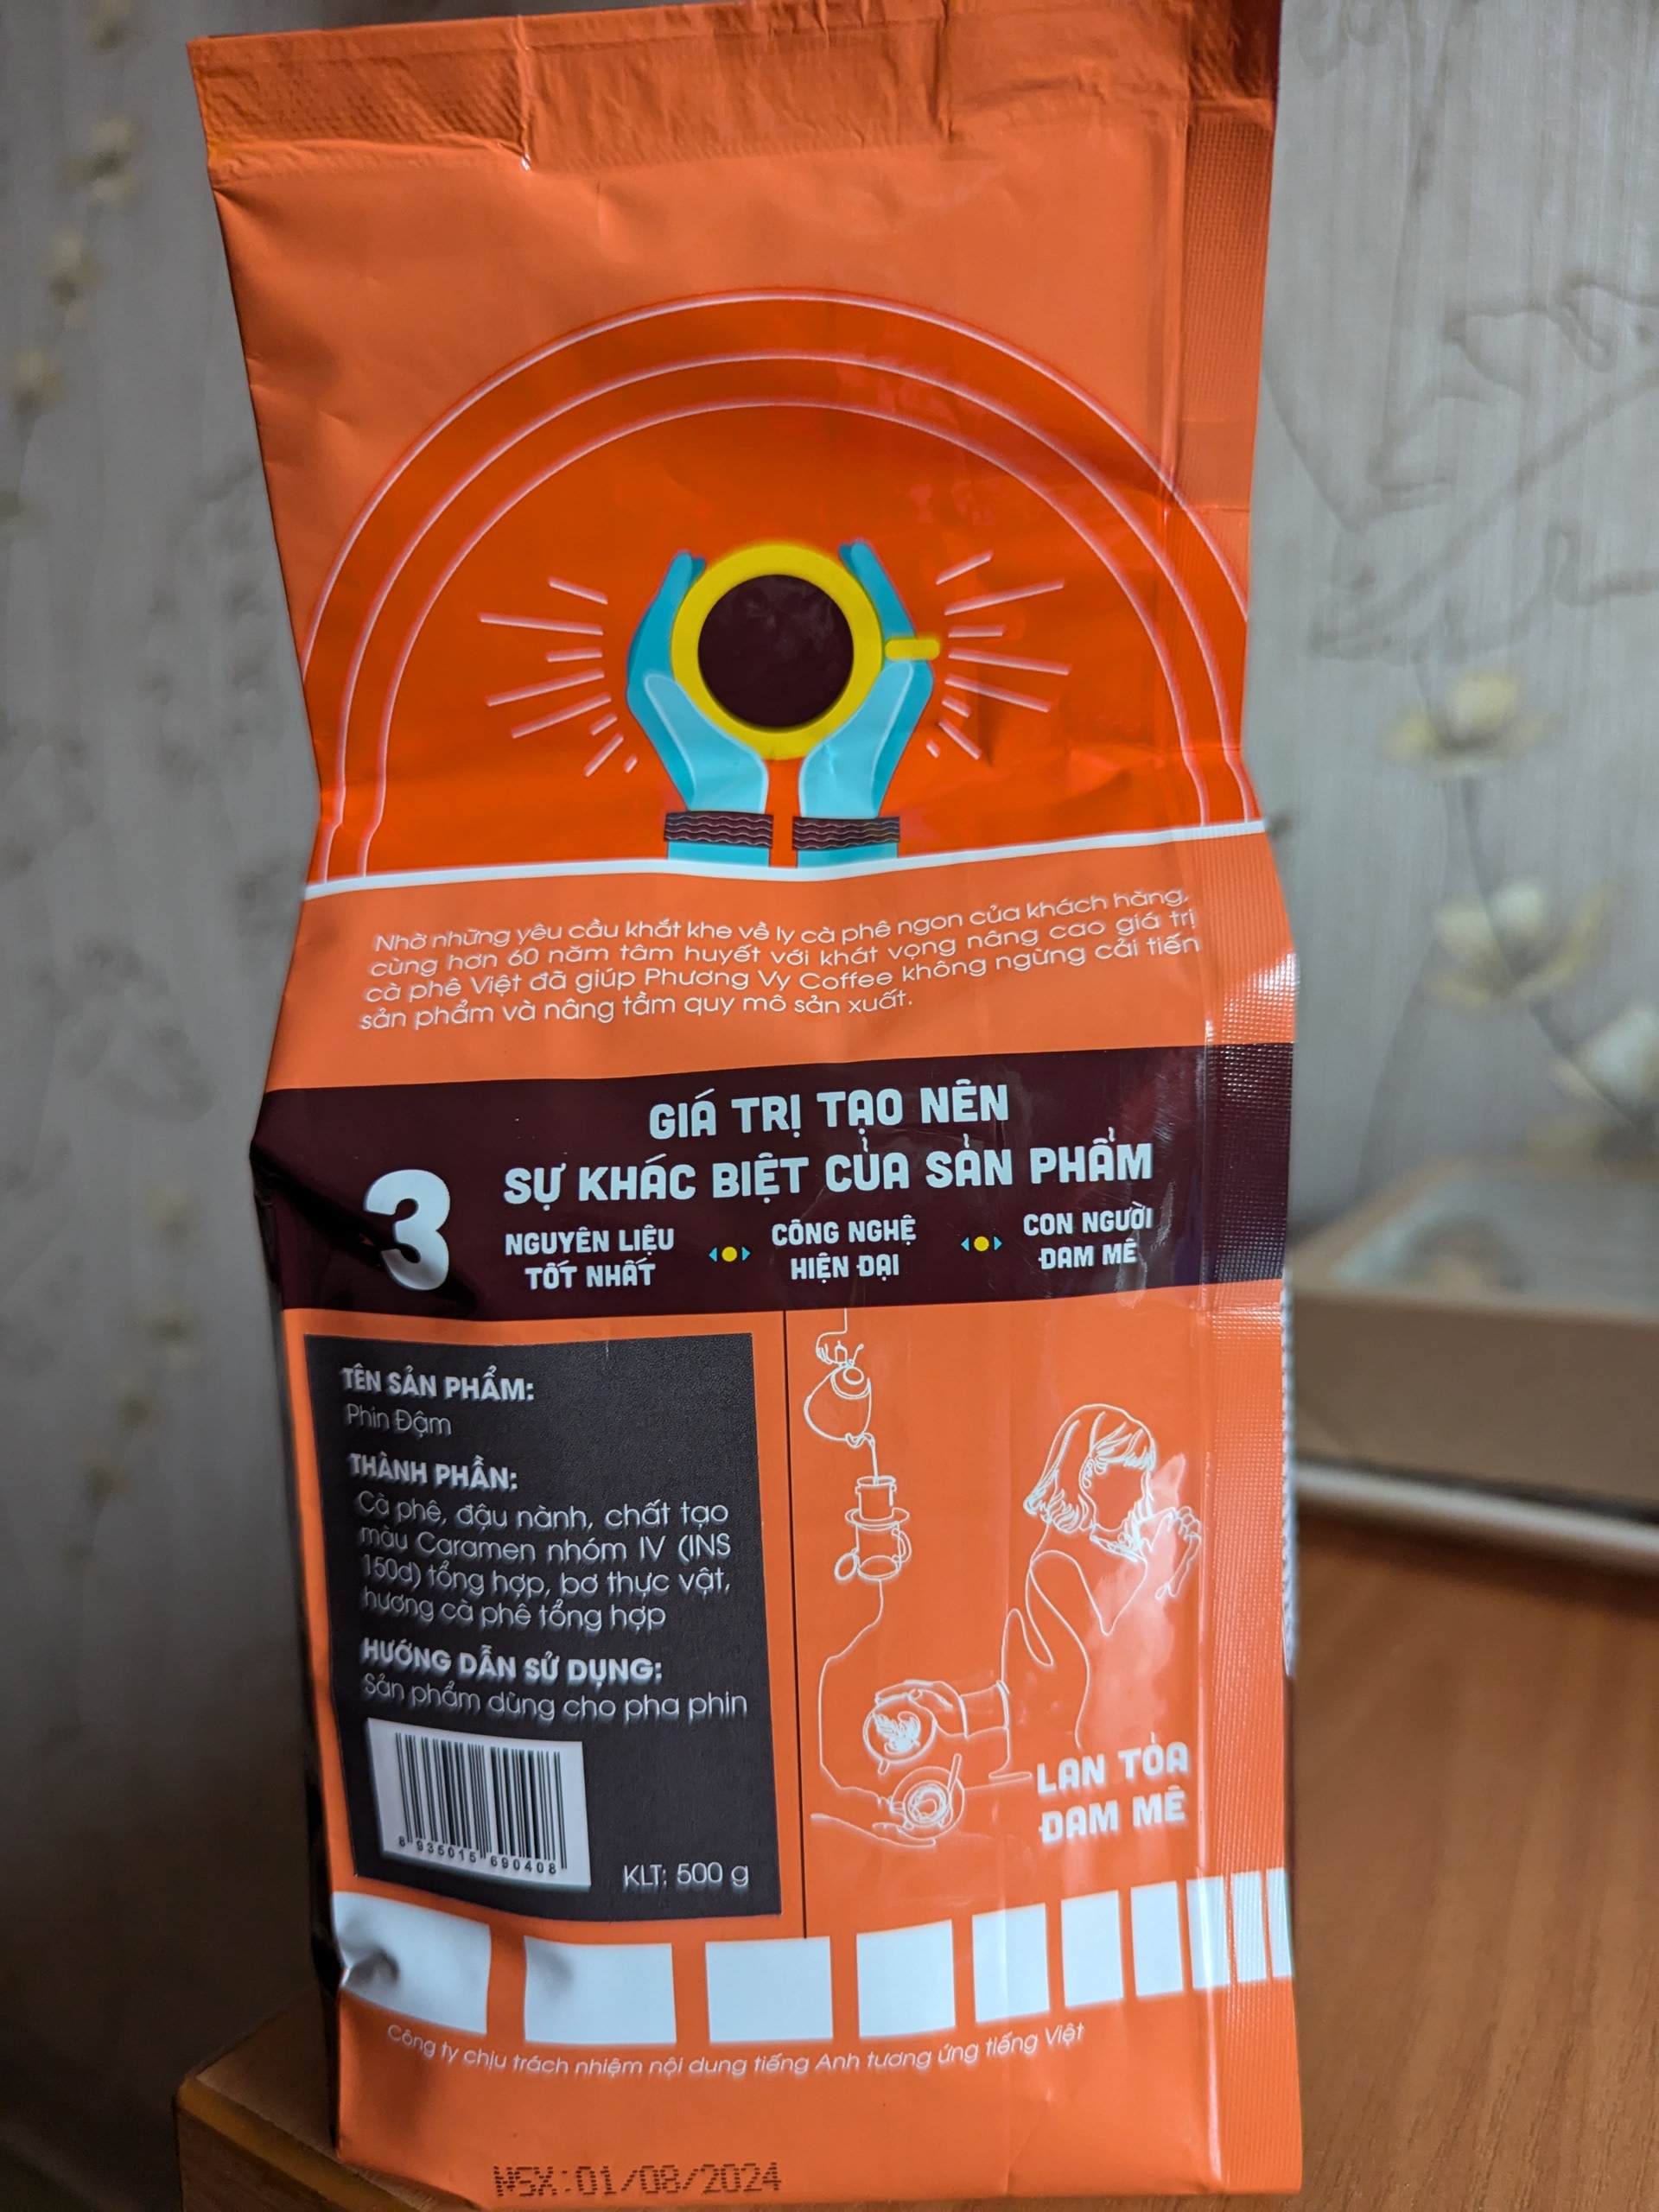 Nhờ những yêu cầu khắt khe về ly cà phê ngon của khách hàng,
cùng hơn 60 năm tâm huyết với khát vọng nâng cao giá trị
cà phê Việt đã giúp Phương Vy Coffee không ngừng cải tiến
sản phẩm và nâng tầm quy mô sản xuất.
3
GIÁ TRỊ TẠO NÊN
SỰ KHÁC BIỆT CỦA SẢN PHẨM
NGUYÊN LIỆU
TỐT NHẤT
CÔNG NGHỆ
HIỆN ĐẠI
CON NGƯỜI
ĐAM MÊ
TÊN SẢN PHẨM:
Phin Đậm
THÀNH PHẦN:
Cà phê, đậu nành, chất tạo
màu Caramen nhóm IV (INS
150d) tổng hợp, bơ thực vật,
hương cà phê tổng hợp
HƯỚNG DẪN SỬ DỤNG:
Sản phẩm dùng cho pha phin
8 935015 690408
KLT: 500 g
LAN TỎA
ĐAM MÊ
Công ty chịu trách nhiệm nội dung tiếng Anh tương ứng tiếng Việt
NSX:01/08/2024